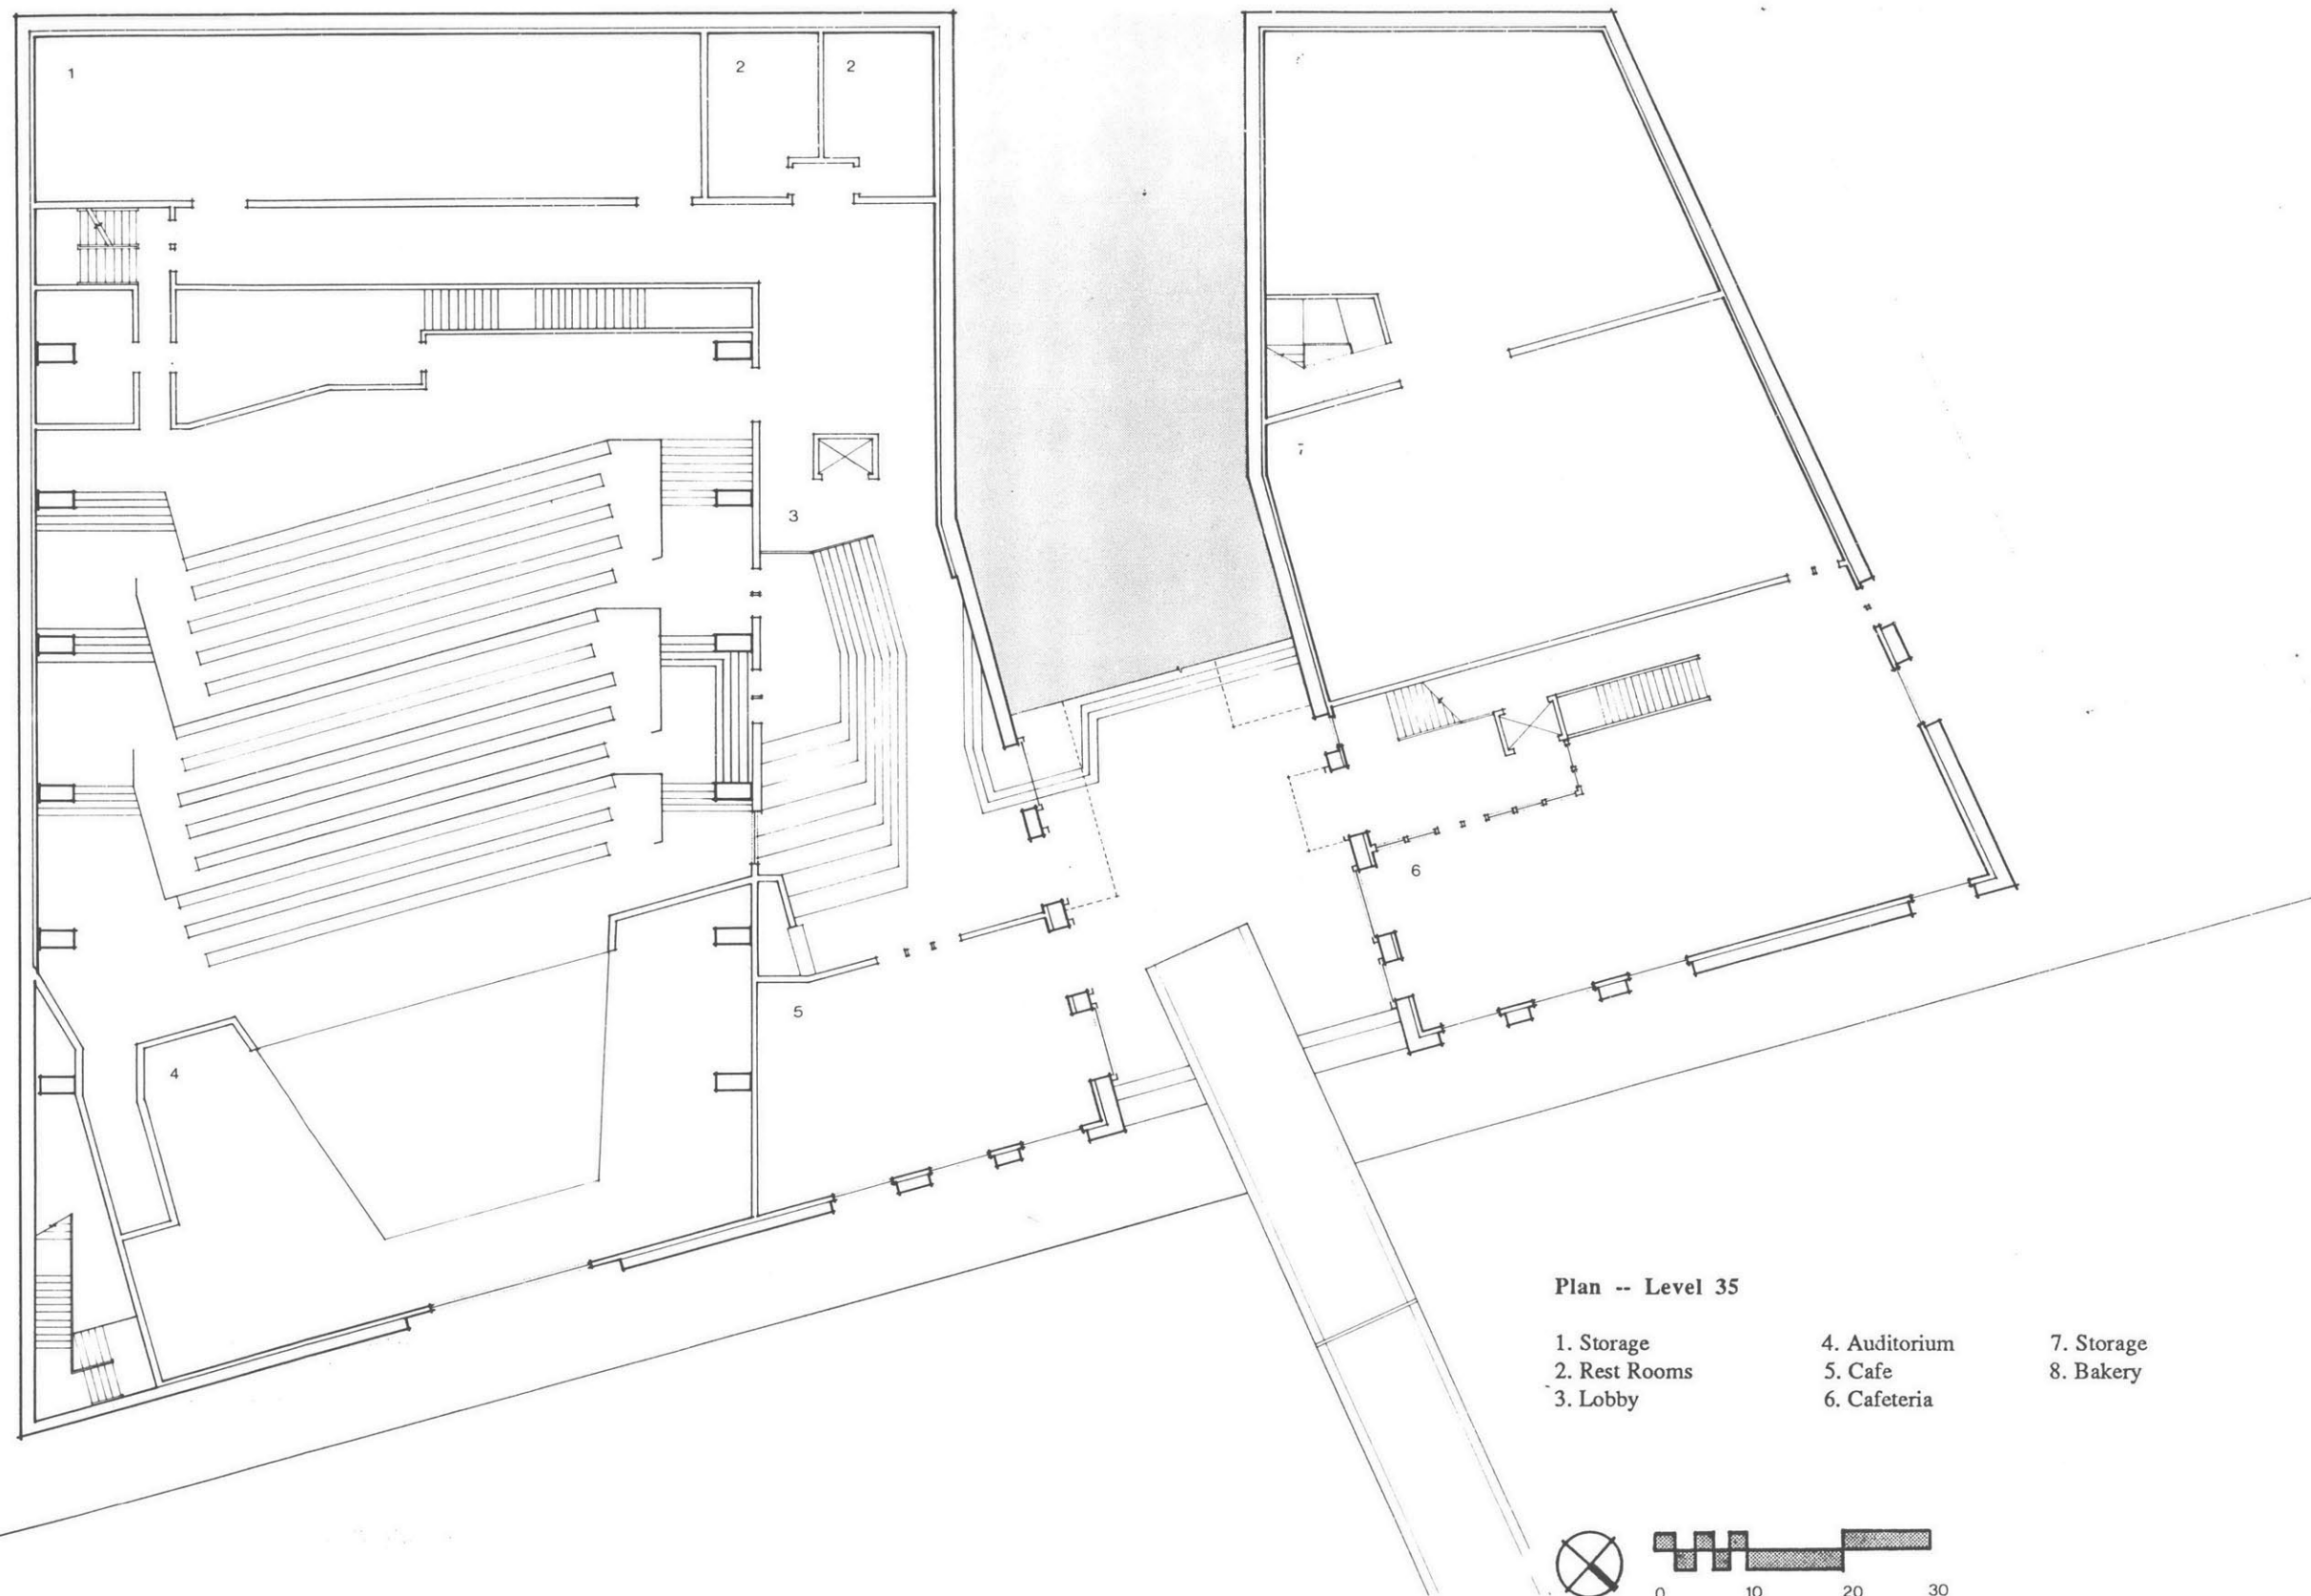 1
2
2
3
7
6
5
4
Plan -- Level 35
1. Storage
2. Rest Rooms
3. Lobby
4. Auditorium
5. Cafe
6. Cafeteria
7. Storage
8. Bakery
0 10 20 30